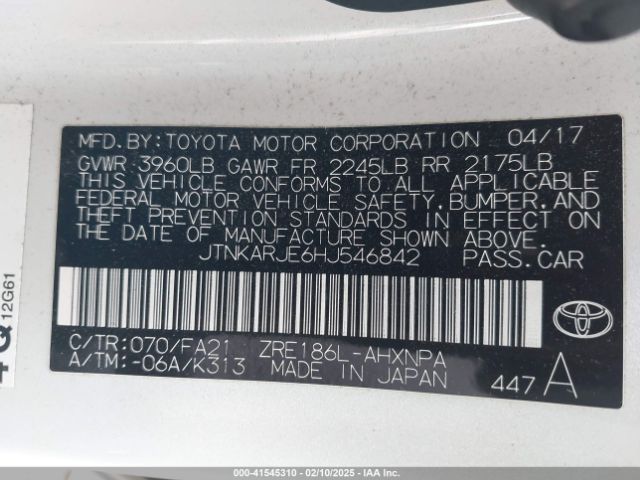 MFD.BY:TOYOTA MOTOR CORPORATION 04/17
GVWR 3960LB GAWR FR 2245LB RR 2175LB
THIS VEHICLE CONFORMS TO ALL APPLICABLE
FEDERAL MOTOR VEHICLE SAFETY, BUMPER, AND
THEFT PREVENTION STANDARDS IN EFFECT ON
THE DATE OF MANUFACTURE SHOWN ABOVE.
JTNKARJE6HJ546842 PASS.CAR
C/TR:070/FA21 ZRE186L-AHXNPA
A/TM:-06A/K313 MADE IN JAPAN
447 A
12G61
000-41545310 - 02/10/2025 - Copyright IAA, LLC.